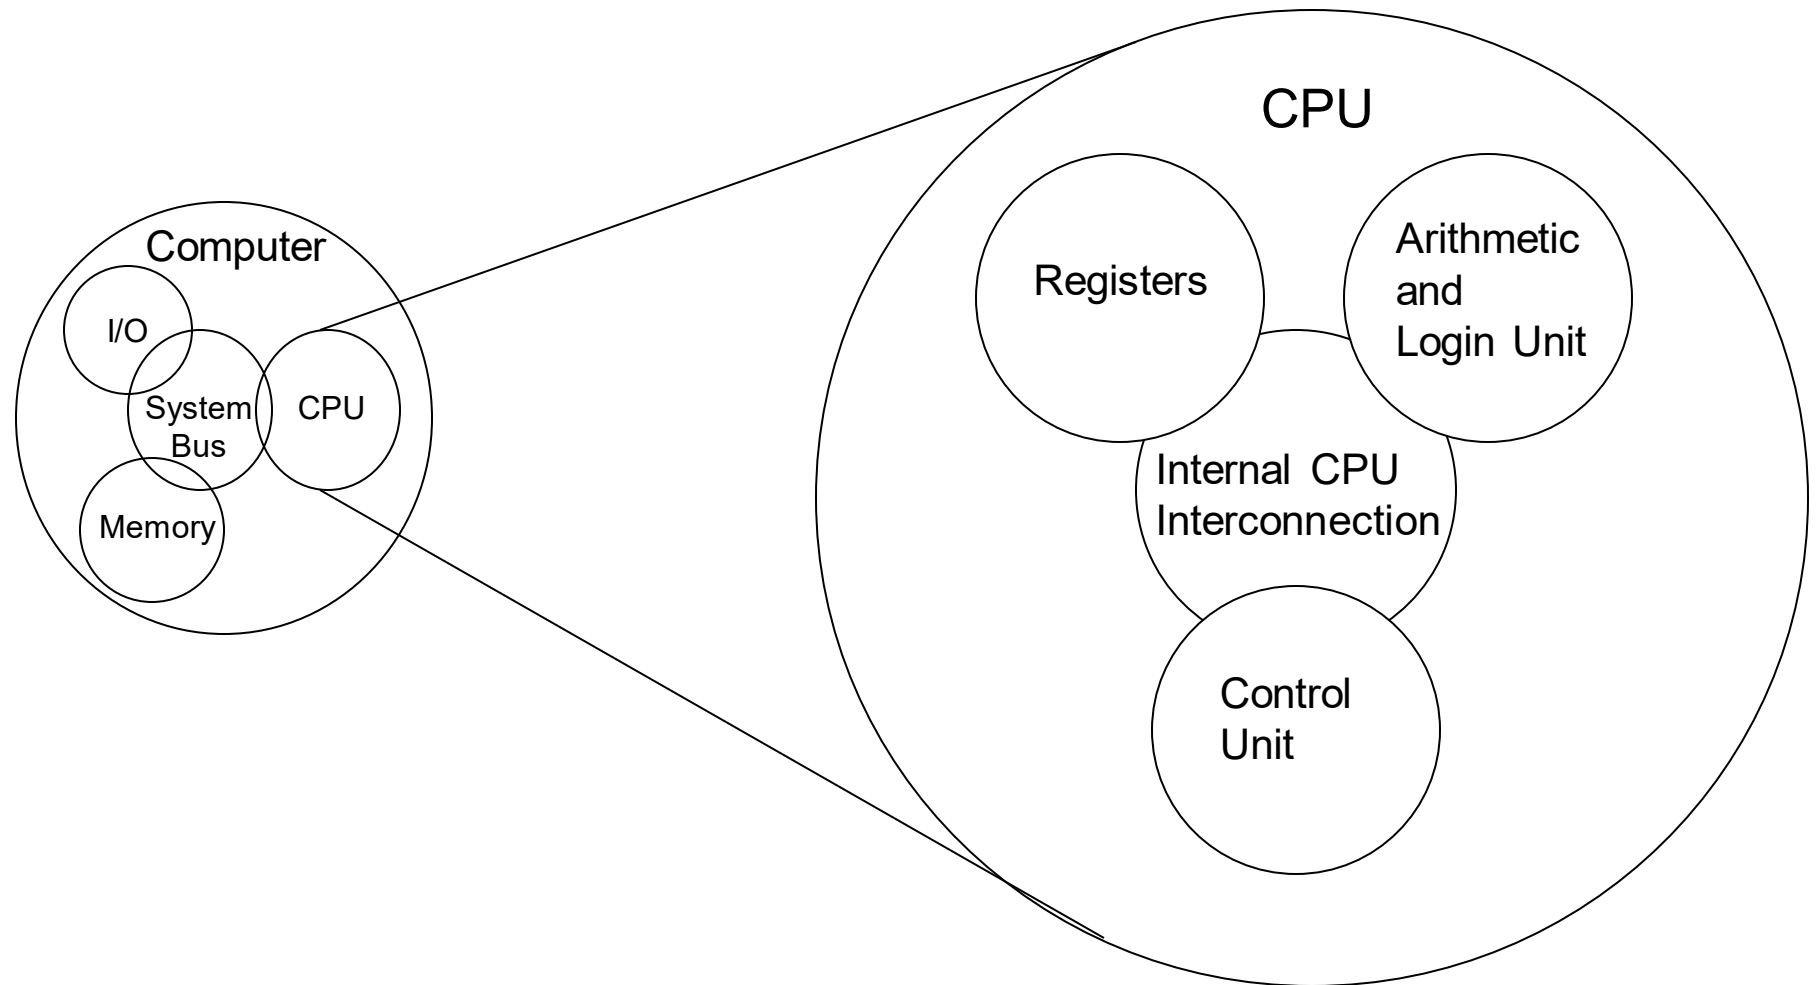 Computer
I/O
System
Bus
CPU
Memory
CPU
Registers
Arithmetic
and
Login Unit
Internal CPU
Interconnection
Control
Unit